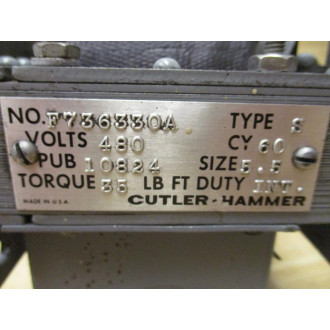 NO. F736330A TYPE S
VOLTS 480 CY 60
PUB 10824 SIZE 5.5
TORQUE 35 LB FT DUTY INT.
MADE IN U.S.A. CUTLER-HAMMER